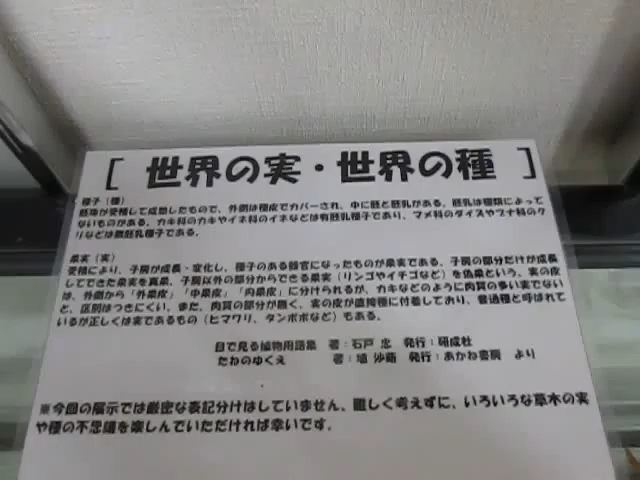 [ 世界の実・世界の種 ]
種子（種）
胚珠が受精して成熟したもので、外側は種皮でカバーされ、中に胚と胚乳がある。胚乳は種類によって
ないものがある。カキ科のカキやイネ科のイネなどは有胚乳種子であり、マメ科のダイズやブナ科のク
リなどは無胚乳種子である。
果実（実）
受精により、子房が成長・変化し、種子のある器官になったものが果実である。子房の部分だけが成長
してできた果実を真果、子房以外の部分からできる果実（リンゴやイチゴなど）を偽果という。実の皮
は、外側から「外果皮」「中果皮」「内果皮」に分けられるが、カキなどのように肉質の多い実でない
と、区別はつきにくい。また、肉質の部分が無く、実の皮が直接種に付着しており、普通種と呼ばれて
いるが正しくは実であるもの（ヒマワリ、タンポポなど）もある。
目で見る植物用語集　著：石戸 忠　発行：研成社
たねのゆくえ　著：埴 沙萠　発行：あかね書房　より
※今回の展示では厳密な表記分けはしていません、難しく考えずに、いろいろな草木の実
や種の不思議を楽しんでいただければ幸いです。